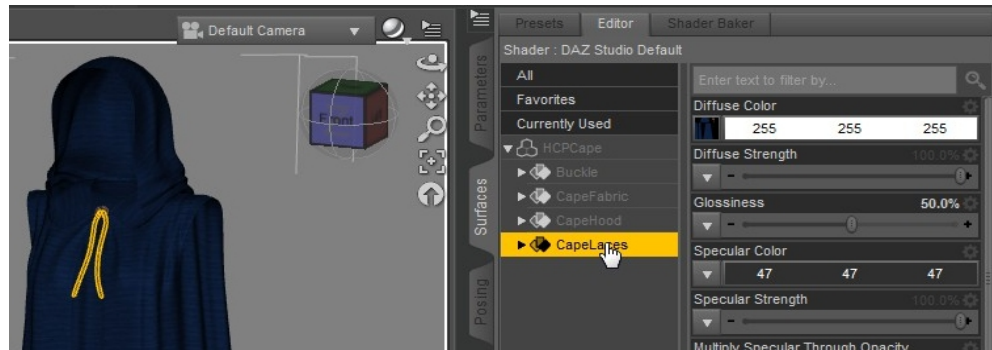 Default Camera
Front
Parameters
Surfaces
Posing
Presets Editor Shader Baker
Shader : DAZ Studio Default
All
Favorites
Currently Used
HCPCape
Buckle
CapeFabric
CapeHood
CapeLaces
Enter text to filter by...
Diffuse Color
255 255 255
Diffuse Strength 100.0%
Glossiness 50.0%
Specular Color
47 47 47
Specular Strength 100.0%
Multiply Specular Through Opacity